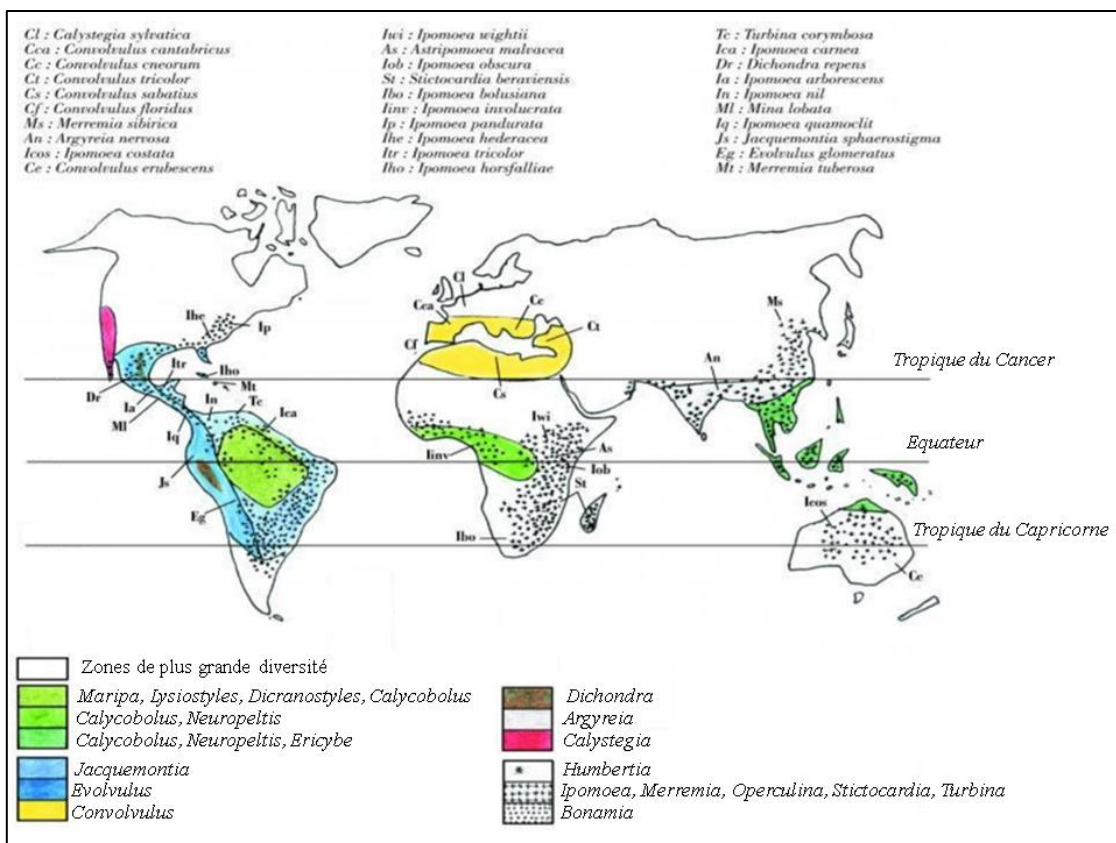 Cl : Calystegia sylvatica
Cca : Convolvulus cantabricus
Cc : Convolvulus cneorum
Ct : Convolvulus tricolor
Cs : Convolvulus sabatius
Cf : Convolvulus floridus
Ms : Merremia sibirica
An : Argyreia nervosa
Icos : Ipomoea costata
Ce : Convolvulus erubescens
Iwi : Ipomoea wightii
As : Astripomoea malvacea
Iob : Ipomoea obscura
St : Stictocardia beraviensis
Ibo : Ipomoea bolusiana
Iinv : Ipomoea involucrata
Ip : Ipomoea pandurata
Ihe : Ipomoea hederacea
Itr : Ipomoea tricolor
Iho : Ipomoea horsfalliae
Tc : Turbina corymbosa
Ica : Ipomoea carnea
Dr : Dichondra repens
Ia : Ipomoea arborescens
In : Ipomoea nil
Ml : Mina lobata
Iq : Ipomoea quamoclit
Js : Jacquemontia sphaerostigma
Eg : Evolvulus glomeratus
Mt : Merremia tuberosa
Cl
Cca
Cc
Ms
Ihe
Ip
Ct
Cf
An
Itr
Iho
Tropique du Cancer
Cs
Mt
Dr
Ia
In
Tc
Ml
Ica
Iwi
Iq
As
Equateur
Iinv
Iob
Js
St
Icos
Eg
Tropique du Capricorne
Ibo
Ce
Zones de plus grande diversité
Maripa, Lysiostyles, Dicranostyles, Calycobolus
Calycobolus, Neuropeltis
Calycobolus, Neuropeltis, Ericybe
Jacquemontia
Evolvulus
Convolvulus
Dichondra
Argyreia
Calystegia
Humbertia
Ipomoea, Merremia, Operculina, Stictocardia, Turbina
Bonamia